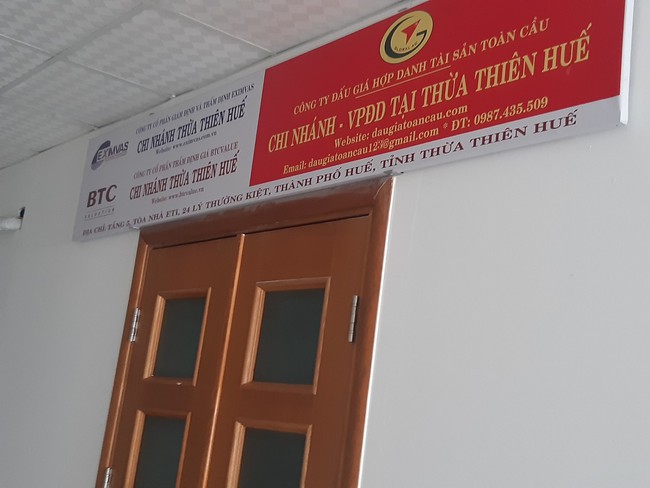 EXIMVAS
CÔNG TY CỔ PHẦN GIÁM ĐỊNH VÀ THẨM ĐỊNH EXIMVAS
CHI NHÁNH THỪA THIÊN HUẾ
Website: www.eximvas.com.vn
BTC
VALUATION
CÔNG TY CỔ PHẦN THẨM ĐỊNH GIÁ BTCVALUE
CHI NHÁNH THỪA THIÊN HUẾ
Website: www.btcvalue.vn
GLOBAL AD
CÔNG TY ĐẤU GIÁ HỢP DANH TÀI SẢN TOÀN CẦU
CHI NHÁNH - VPĐD TẠI THỪA THIÊN HUẾ
Website: daugiatoancau.com
Email: daugiatoancau123@gmail.com * ĐT: 0987.435.509
ĐỊA CHỈ: TẦNG 5, TÒA NHÀ ETI, 24 LÝ THƯỜNG KIỆT, THÀNH PHỐ HUẾ, TỈNH THỪA THIÊN HUẾ